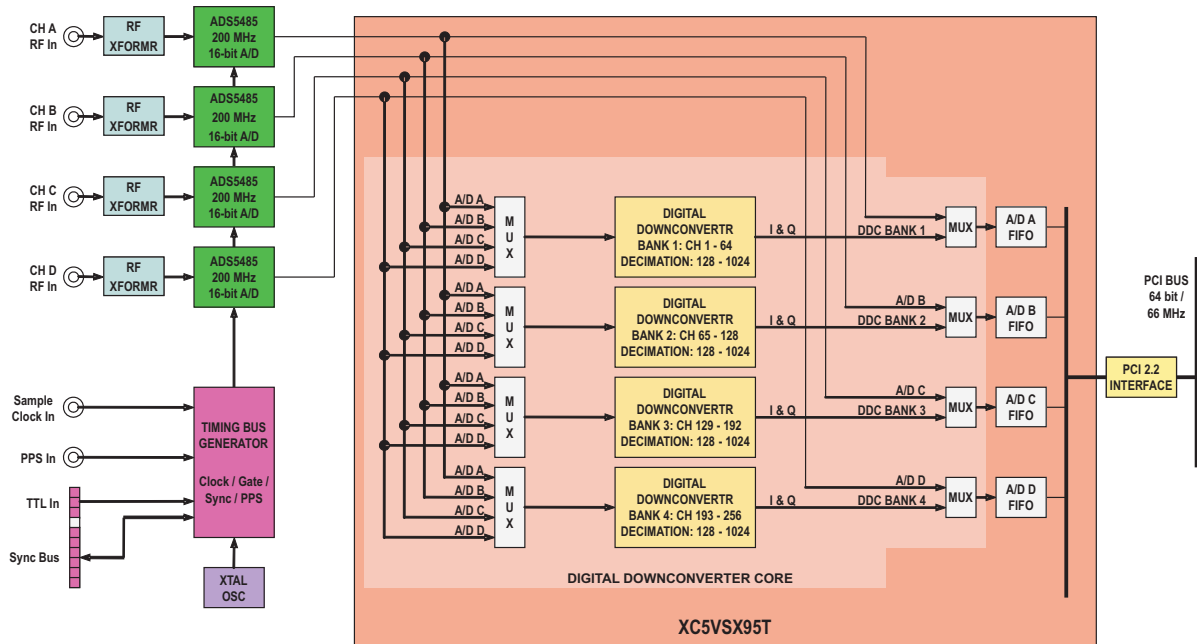 CH A
RF In
RF
XFORMR
ADS5485
200 MHz
16-bit A/D
CH B
RF In
RF
XFORMR
ADS5485
200 MHz
16-bit A/D
CH C
RF In
RF
XFORMR
ADS5485
200 MHz
16-bit A/D
CH D
RF In
RF
XFORMR
ADS5485
200 MHz
16-bit A/D
Sample
Clock In
PPS In
TTL In
Sync Bus
TIMING BUS
GENERATOR
Clock / Gate /
Sync / PPS
XTAL
OSC
A/D A
A/D B
A/D C
A/D D
M
U
X
DIGITAL
DOWNCONVERTR
BANK 1: CH 1 - 64
DECIMATION: 128 - 1024
I & Q
DDC BANK 1
MUX
A/D A
FIFO
A/D A
A/D B
A/D C
A/D D
M
U
X
DIGITAL
DOWNCONVERTR
BANK 2: CH 65 - 128
DECIMATION: 128 - 1024
I & Q
A/D B
DDC BANK 2
MUX
A/D B
FIFO
A/D A
A/D B
A/D C
A/D D
M
U
X
DIGITAL
DOWNCONVERTR
BANK 3: CH 129 - 192
DECIMATION: 128 - 1024
I & Q
A/D C
DDC BANK 3
MUX
A/D C
FIFO
A/D A
A/D B
A/D C
A/D D
M
U
X
DIGITAL
DOWNCONVERTR
BANK 4: CH 193 - 256
DECIMATION: 128 - 1024
I & Q
A/D D
DDC BANK 4
MUX
A/D D
FIFO
DIGITAL DOWNCONVERTER CORE
XC5VSX95T
PCI 2.2
INTERFACE
PCI BUS
64 bit /
66 MHz